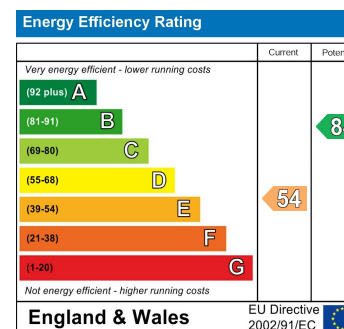 Energy Efficiency Rating
Current
Very energy efficient - lower running costs
(92 plus) A
(81-91) B
(69-80) C
(55-68) D
(39-54) E
54
(21-38) F
(1-20) G
Not energy efficient - higher running costs
England & Wales
EU Directive
2002/91/EC